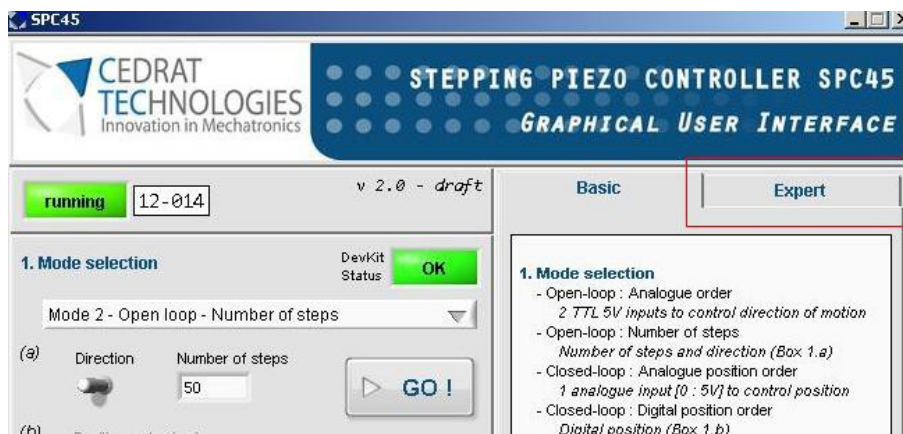 SPC45
CEDRAT
TECHNOLOGIES
Innovation in Mechatronics
STEPPING PIEZO CONTROLLER SPC45
GRAPHICAL USER INTERFACE
running
12-014
v 2.0 - draft
1. Mode selection
DevKit
Status
OK
Mode 2 - Open loop - Number of steps
(a)
Direction
Number of steps
50
GO !
(b)
Basic
Expert
1. Mode selection
- Open-loop : Analogue order
2 TTL 5V inputs to control direction of motion
- Open-loop : Number of steps
Number of steps and direction (Box 1.a)
- Closed-loop : Analogue position order
1 analogue input [0 : 5V] to control position
- Closed-loop : Digital position order
Digital position (Box 1.b)